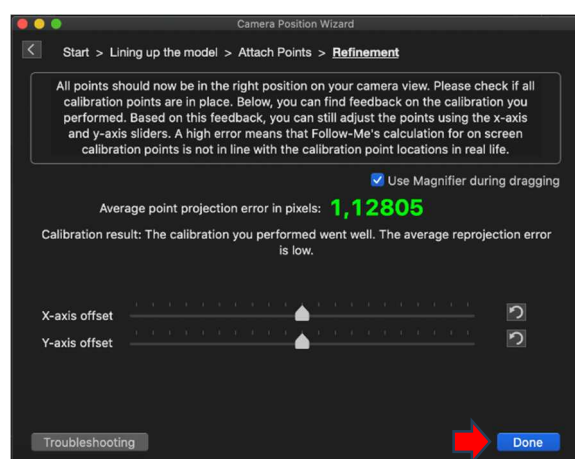 Camera Position Wizard
Start > Lining up the model > Attach Points > Refinement
All points should now be in the right position on your camera view. Please check if all
calibration points are in place. Below, you can find feedback on the calibration you
performed. Based on this feedback, you can still adjust the points using the x-axis
and y-axis sliders. A high error means that Follow-Me's calculation for on screen
calibration points is not in line with the calibration point locations in real life.
Use Magnifier during dragging
Average point projection error in pixels: 1,12805
Calibration result: The calibration you performed went well. The average reprojection error
is low.
X-axis offset
Y-axis offset
Troubleshooting
Done